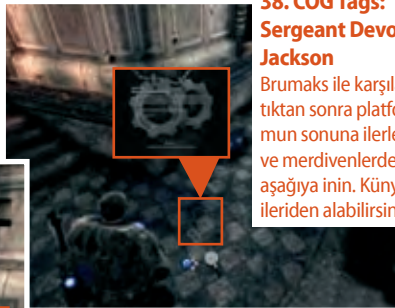 38. COG Tags:
Sergeant Devo
Jackson
Brumaks ile karşıl
tıktan sonra platfo
mun sonuna ilerle
ve merdivenlerde
aşağıya inin. Küny
ileriden alabilirsin